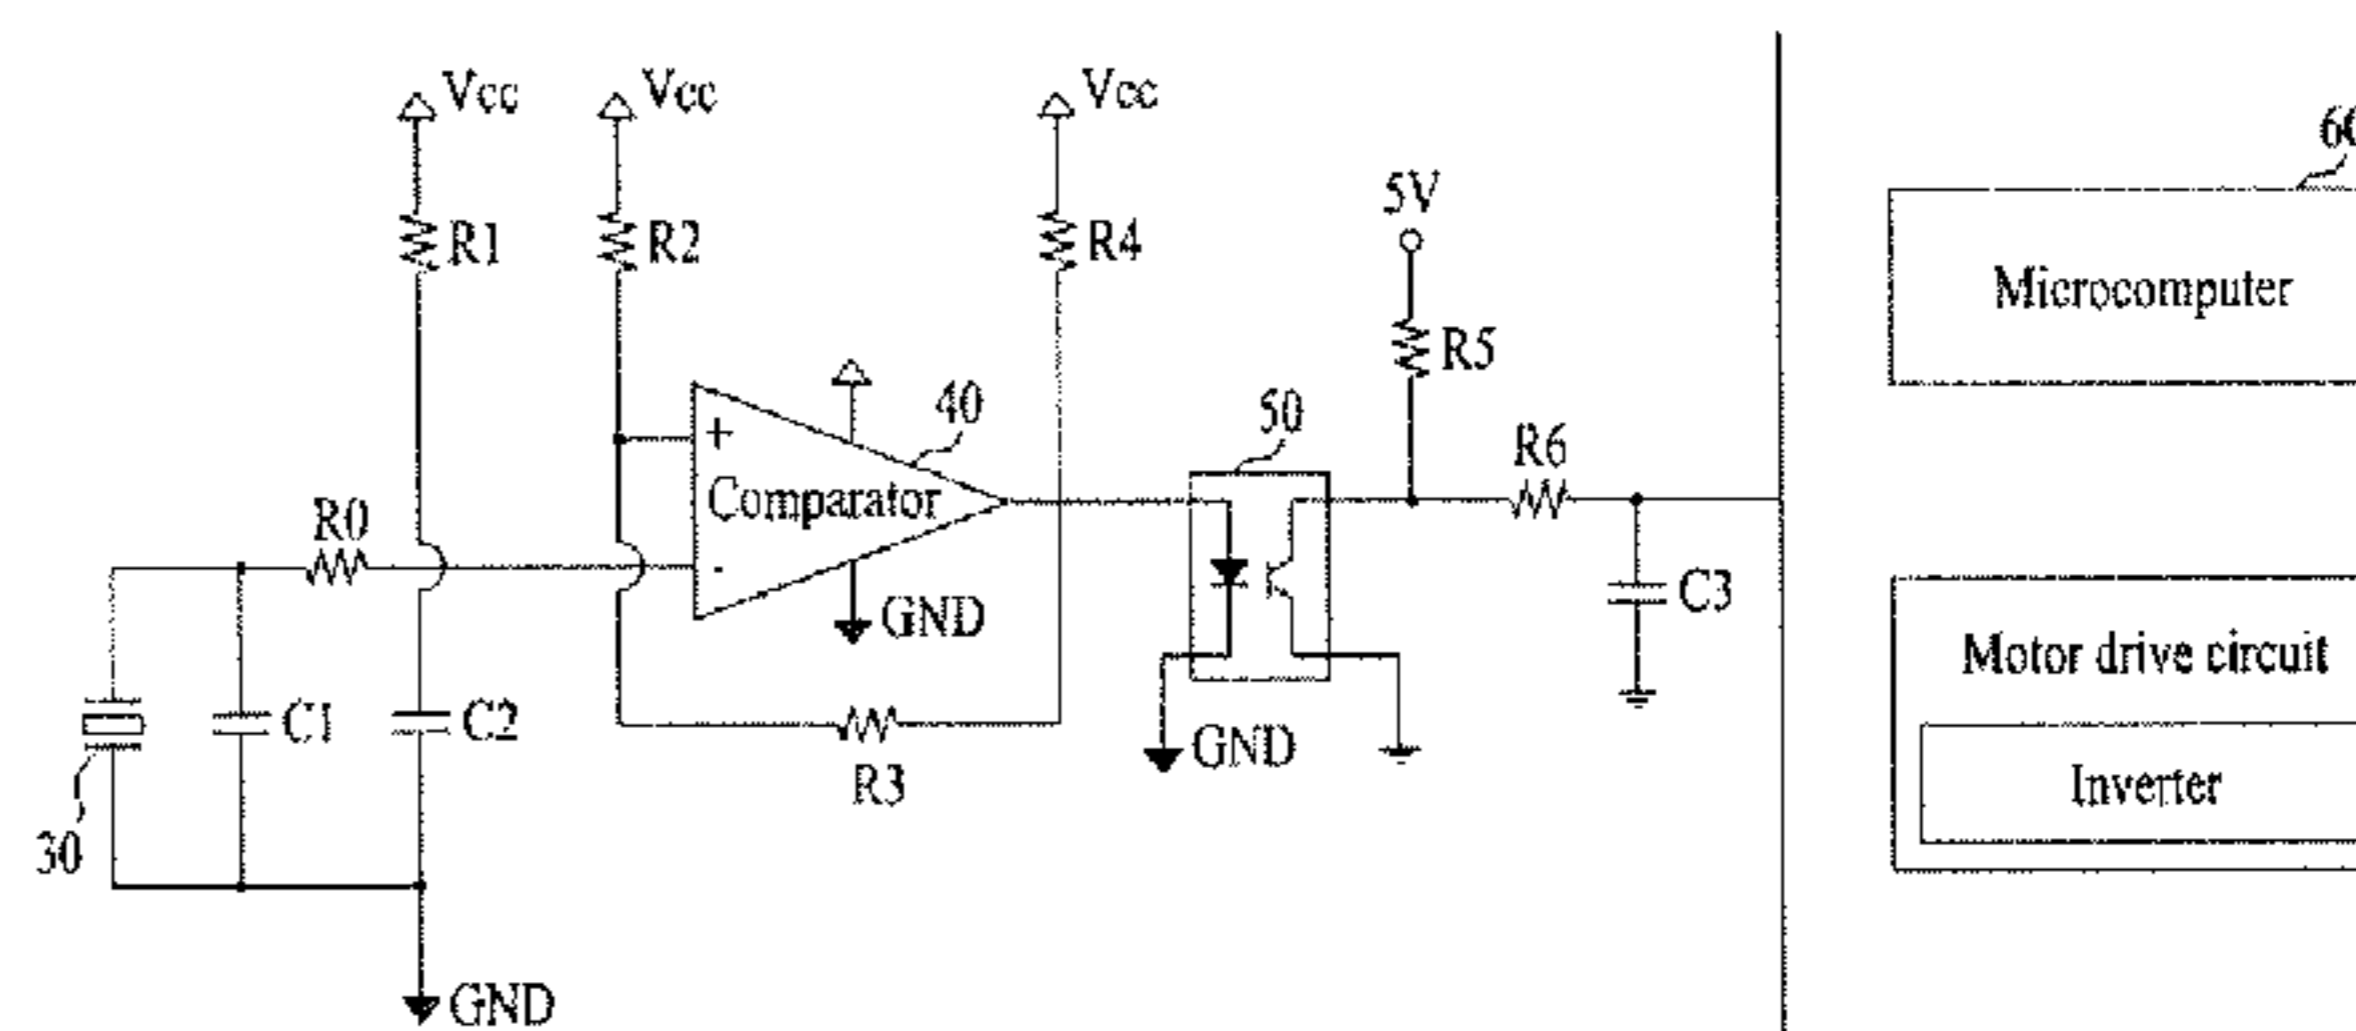 Vcc
Vcc
Vcc
R1
R2
R4
5V
R5
40
50
R6
+
Comparator
-
R0
GND
C1
C2
C3
R3
GND
30
GND
Microcomputer
Motor drive circuit
Inverter